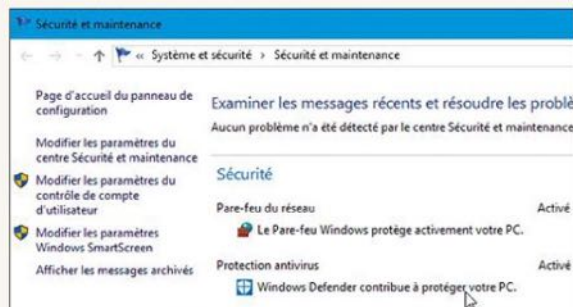 Sécurité et maintenance
« Système et sécurité > Sécurité et maintenance
Page d'accueil du panneau de
configuration
Modifier les paramètres du
centre Sécurité et maintenance
Modifier les paramètres du
contrôle de compte
d'utilisateur
Modifier les paramètres
Windows SmartScreen
Afficher les messages archivés
Examiner les messages récents et résoudre les problè
Aucun problème n'a été détecté par le centre Sécurité et maintenance
Sécurité
Pare-feu du réseau Activé
Le Pare-feu Windows protège activement votre PC.
Protection antivirus Activé
Windows Defender contribue à protéger votre PC.